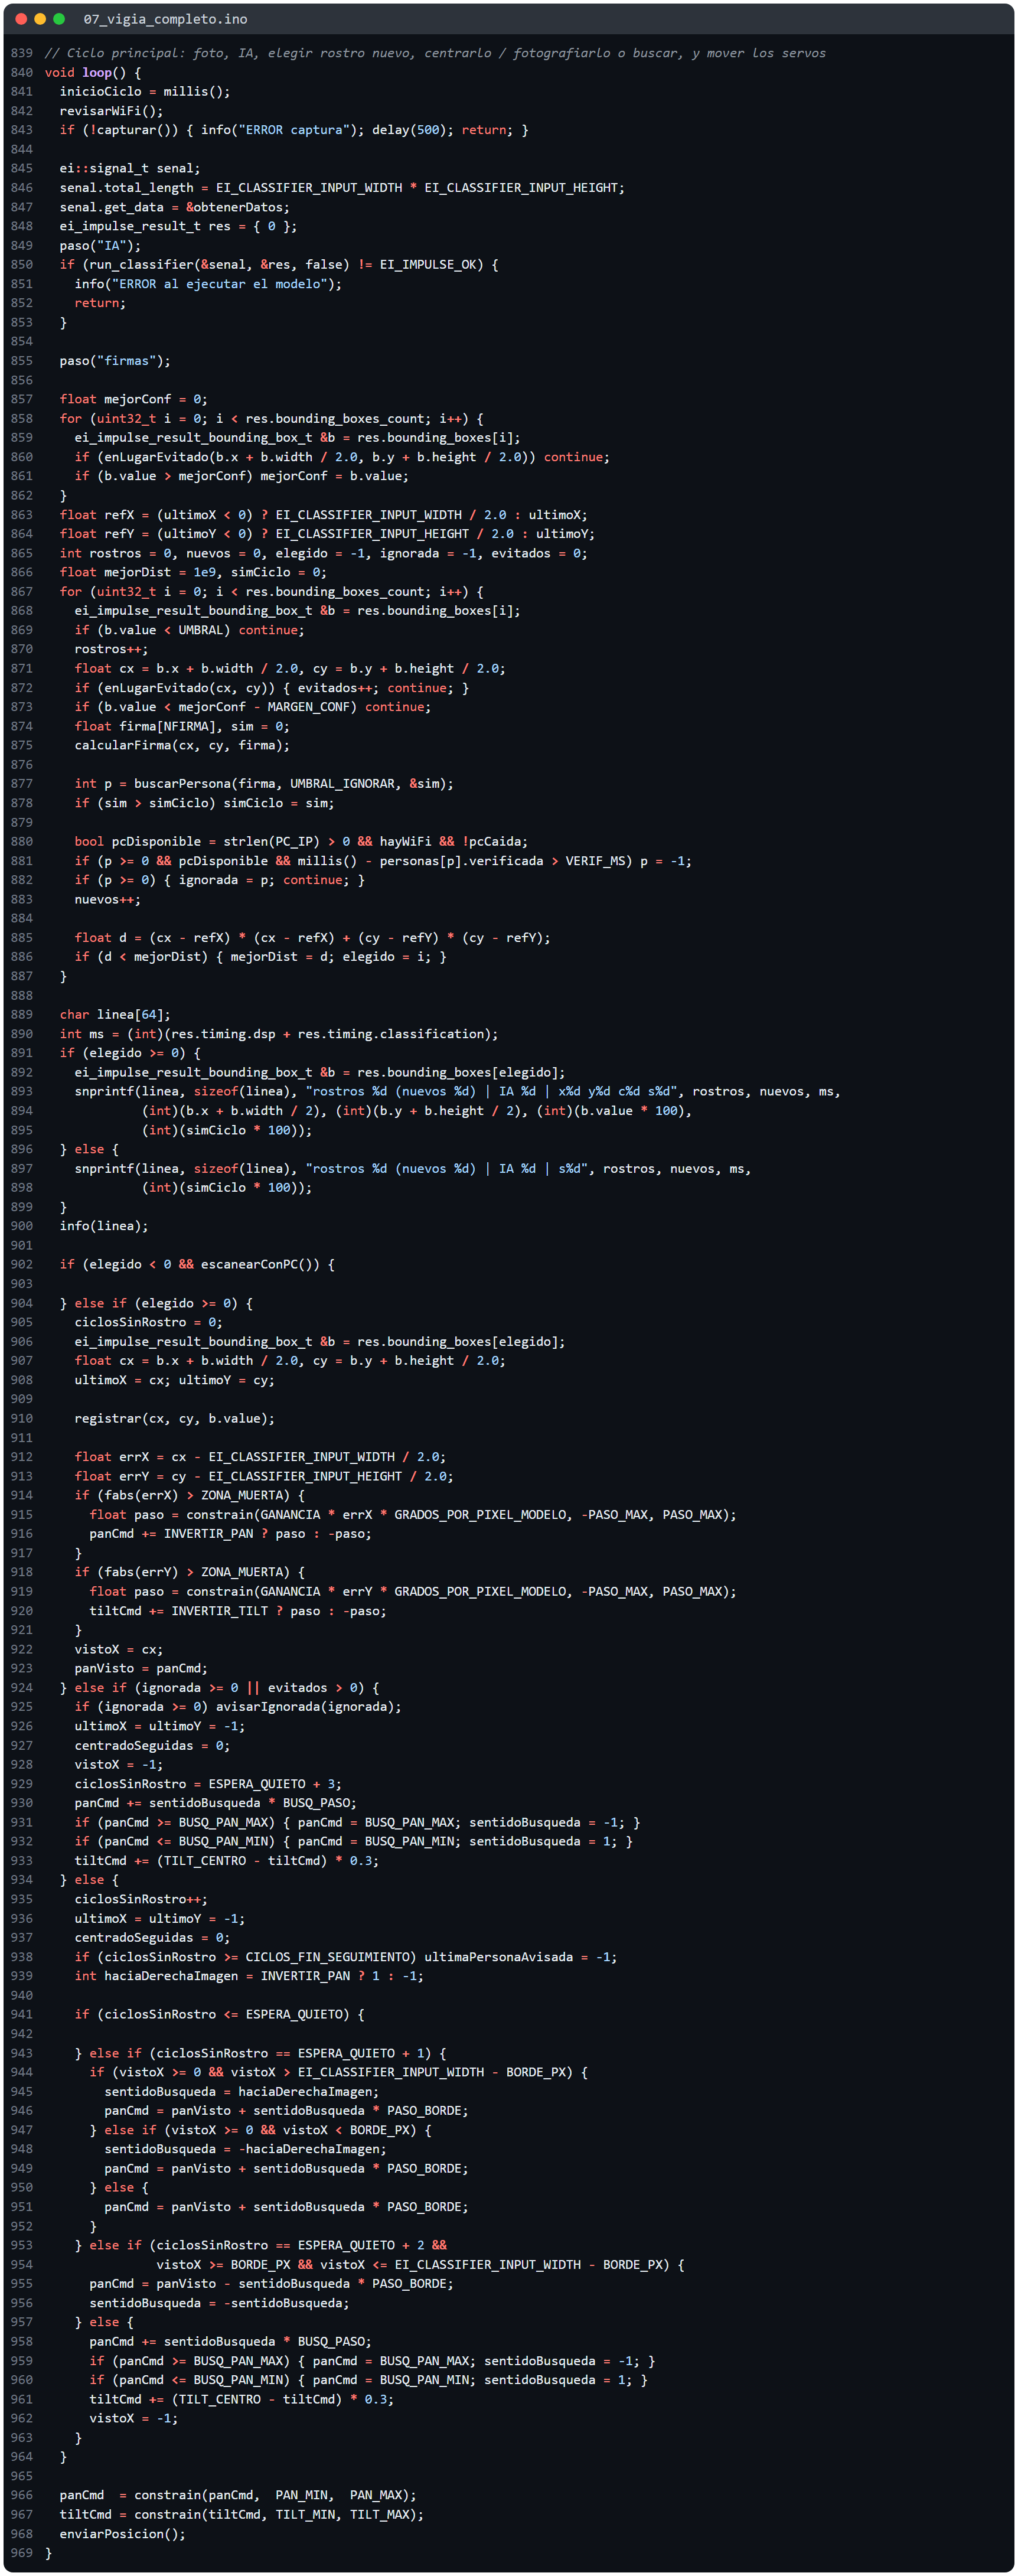 07_vigia_completo.ino
839 // Ciclo principal: foto, IA, elegir rostro nuevo, centrarlo / fotografiarlo o buscar, y mover los servos
840 void loop() {
841   inicioCiclo = millis();
842   revisarWiFi();
843   if (!capturar()) { info("ERROR captura"); delay(500); return; }
844
845   ei::signal_t senal;
846   senal.total_length = EI_CLASSIFIER_INPUT_WIDTH * EI_CLASSIFIER_INPUT_HEIGHT;
847   senal.get_data = &obtenerDatos;
848   ei_impulse_result_t res = { 0 };
849   paso("IA");
850   if (run_classifier(&senal, &res, false) != EI_IMPULSE_OK) {
851     info("ERROR al ejecutar el modelo");
852     return;
853   }
854
855   paso("firmas");
856
857   float mejorConf = 0;
858   for (uint32_t i = 0; i < res.bounding_boxes_count; i++) {
859     ei_impulse_result_bounding_box_t &b = res.bounding_boxes[i];
860     if (enLugarEvitado(b.x + b.width / 2.0, b.y + b.height / 2.0)) continue;
861     if (b.value > mejorConf) mejorConf = b.value;
862   }
863   float refX = (ultimoX < 0) ? EI_CLASSIFIER_INPUT_WIDTH / 2.0 : ultimoX;
864   float refY = (ultimoY < 0) ? EI_CLASSIFIER_INPUT_HEIGHT / 2.0 : ultimoY;
865   int rostros = 0, nuevos = 0, elegido = -1, ignorada = -1, evitados = 0;
866   float mejorDist = 1e9, simCiclo = 0;
867   for (uint32_t i = 0; i < res.bounding_boxes_count; i++) {
868     ei_impulse_result_bounding_box_t &b = res.bounding_boxes[i];
869     if (b.value < UMBRAL) continue;
870     rostros++;
871     float cx = b.x + b.width / 2.0, cy = b.y + b.height / 2.0;
872     if (enLugarEvitado(cx, cy)) { evitados++; continue; }
873     if (b.value < mejorConf - MARGEN_CONF) continue;
874     float firma[NFIRMA], sim = 0;
875     calcularFirma(cx, cy, firma);
876
877     int p = buscarPersona(firma, UMBRAL_IGNORAR, &sim);
878     if (sim > simCiclo) simCiclo = sim;
879
880     bool pcDisponible = strlen(PC_IP) > 0 && hayWiFi && !pcCaida;
881     if (p >= 0 && pcDisponible && millis() - personas[p].verificada > VERIF_MS) p = -1;
882     if (p >= 0) { ignorada = p; continue; }
883     nuevos++;
884
885     float d = (cx - refX) * (cx - refX) + (cy - refY) * (cy - refY);
886     if (d < mejorDist) { mejorDist = d; elegido = i; }
887   }
888
889   char linea[64];
890   int ms = (int)(res.timing.dsp + res.timing.classification);
891   if (elegido >= 0) {
892     ei_impulse_result_bounding_box_t &b = res.bounding_boxes[elegido];
893     snprintf(linea, sizeof(linea), "rostros %d (nuevos %d) | IA %d | x%d y%d c%d s%d", rostros, nuevos, ms,
894              (int)(b.x + b.width / 2), (int)(b.y + b.height / 2), (int)(b.value * 100),
895              (int)(simCiclo * 100));
896   } else {
897     snprintf(linea, sizeof(linea), "rostros %d (nuevos %d) | IA %d | s%d", rostros, nuevos, ms,
898              (int)(simCiclo * 100));
899   }
900   info(linea);
901
902   if (elegido < 0 && escanearConPC()) {
903
904   } else if (elegido >= 0) {
905     ciclosSinRostro = 0;
906     ei_impulse_result_bounding_box_t &b = res.bounding_boxes[elegido];
907     float cx = b.x + b.width / 2.0, cy = b.y + b.height / 2.0;
908     ultimoX = cx; ultimoY = cy;
909
910     registrar(cx, cy, b.value);
911
912     float errX = cx - EI_CLASSIFIER_INPUT_WIDTH / 2.0;
913     float errY = cy - EI_CLASSIFIER_INPUT_HEIGHT / 2.0;
914     if (fabs(errX) > ZONA_MUERTA) {
915       float paso = constrain(GANANCIA * errX * GRADOS_POR_PIXEL_MODELO, -PASO_MAX, PASO_MAX);
916       panCmd += INVERTIR_PAN ? paso : -paso;
917     }
918     if (fabs(errY) > ZONA_MUERTA) {
919       float paso = constrain(GANANCIA * errY * GRADOS_POR_PIXEL_MODELO, -PASO_MAX, PASO_MAX);
920       tiltCmd += INVERTIR_TILT ? paso : -paso;
921     }
922     vistoX = cx;
923     panVisto = panCmd;
924   } else if (ignorada >= 0 || evitados > 0) {
925     if (ignorada >= 0) avisarIgnorada(ignorada);
926     ultimoX = ultimoY = -1;
927     centradoSeguidas = 0;
928     vistoX = -1;
929     ciclosSinRostro = ESPERA_QUIETO + 3;
930     panCmd += sentidoBusqueda * BUSQ_PASO;
931     if (panCmd >= BUSQ_PAN_MAX) { panCmd = BUSQ_PAN_MAX; sentidoBusqueda = -1; }
932     if (panCmd <= BUSQ_PAN_MIN) { panCmd = BUSQ_PAN_MIN; sentidoBusqueda = 1; }
933     tiltCmd += (TILT_CENTRO - tiltCmd) * 0.3;
934   } else {
935     ciclosSinRostro++;
936     ultimoX = ultimoY = -1;
937     centradoSeguidas = 0;
938     if (ciclosSinRostro >= CICLOS_FIN_SEGUIMIENTO) ultimaPersonaAvisada = -1;
939     int haciaDerechaImagen = INVERTIR_PAN ? 1 : -1;
940
941     if (ciclosSinRostro <= ESPERA_QUIETO) {
942
943     } else if (ciclosSinRostro == ESPERA_QUIETO + 1) {
944       if (vistoX >= 0 && vistoX > EI_CLASSIFIER_INPUT_WIDTH - BORDE_PX) {
945         sentidoBusqueda = haciaDerechaImagen;
946         panCmd = panVisto + sentidoBusqueda * PASO_BORDE;
947       } else if (vistoX >= 0 && vistoX < BORDE_PX) {
948         sentidoBusqueda = -haciaDerechaImagen;
949         panCmd = panVisto + sentidoBusqueda * PASO_BORDE;
950       } else {
951         panCmd = panVisto + sentidoBusqueda * PASO_BORDE;
952       }
953     } else if (ciclosSinRostro == ESPERA_QUIETO + 2 &&
954                vistoX >= BORDE_PX && vistoX <= EI_CLASSIFIER_INPUT_WIDTH - BORDE_PX) {
955       panCmd = panVisto - sentidoBusqueda * PASO_BORDE;
956       sentidoBusqueda = -sentidoBusqueda;
957     } else {
958       panCmd += sentidoBusqueda * BUSQ_PASO;
959       if (panCmd >= BUSQ_PAN_MAX) { panCmd = BUSQ_PAN_MAX; sentidoBusqueda = -1; }
960       if (panCmd <= BUSQ_PAN_MIN) { panCmd = BUSQ_PAN_MIN; sentidoBusqueda = 1; }
961       tiltCmd += (TILT_CENTRO - tiltCmd) * 0.3;
962       vistoX = -1;
963     }
964   }
965
966   panCmd  = constrain(panCmd,  PAN_MIN,  PAN_MAX);
967   tiltCmd = constrain(tiltCmd, TILT_MIN, TILT_MAX);
968   enviarPosicion();
969 }